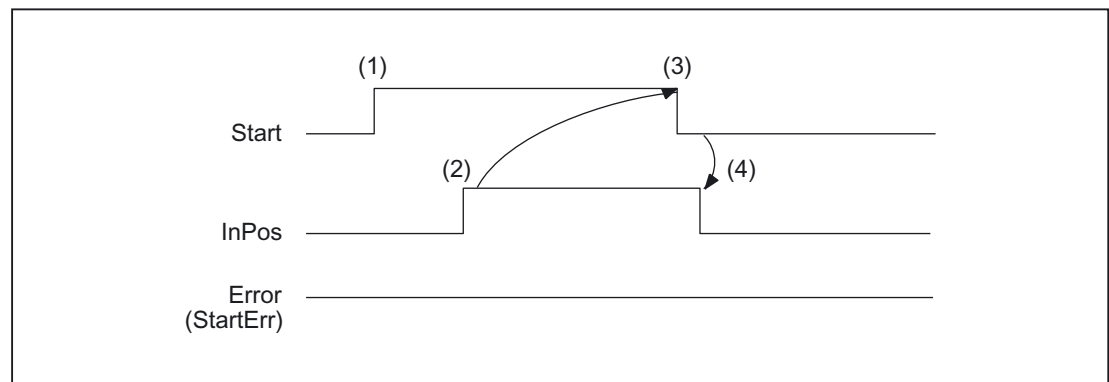 (1)
(3)
Start
(2)
(4)
InPos
Error
(StartErr)